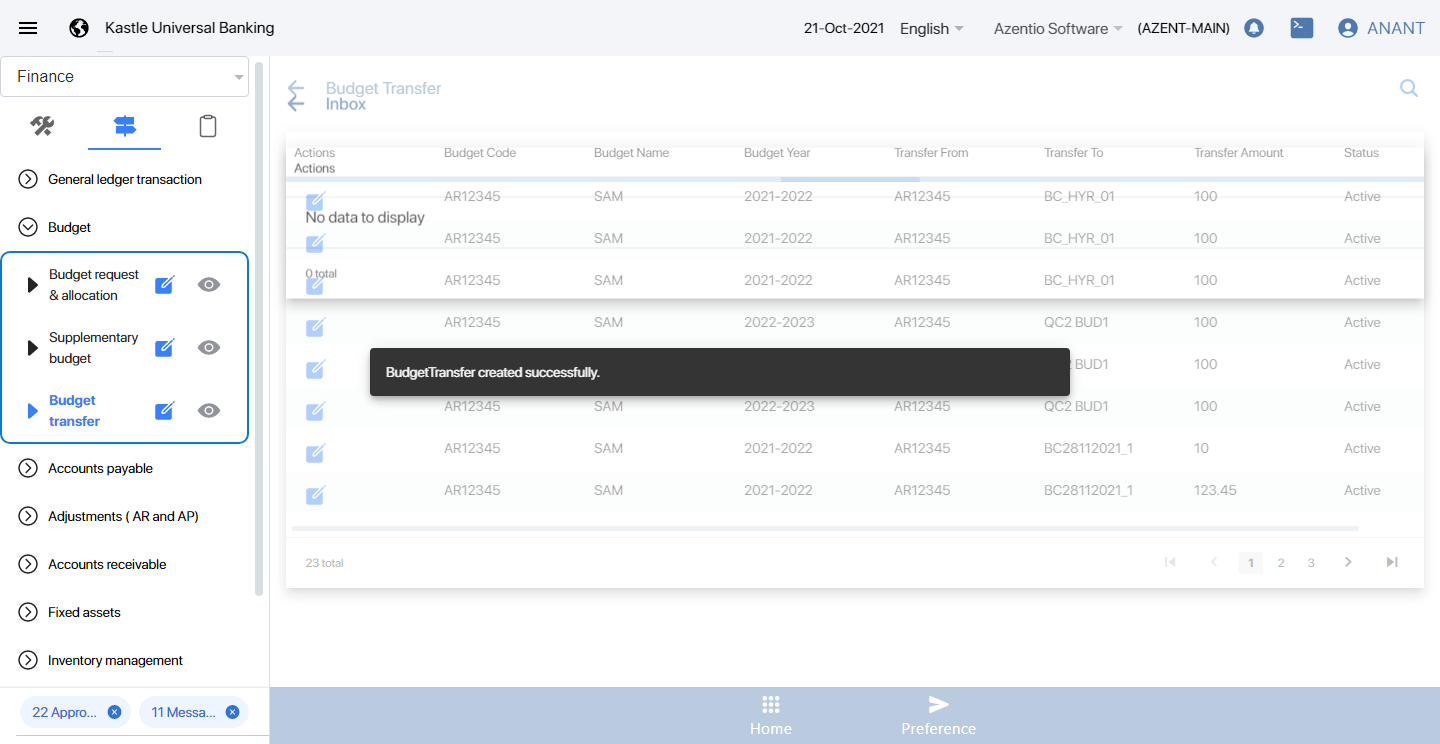 Kastle Universal Banking
21-Oct-2021
English
Azentio Software
(AZENT-MAIN)
ANANT
Finance
General ledger transaction
Budget
Budget request
& allocation
Supplementary
budget
Budget
transfer
Accounts payable
Adjustments ( AR and AP)
Accounts receivable
Fixed assets
Inventory management
22 Appro...
11 Messa...
Budget Transfer
Inbox
Actions Budget Code Budget Name Budget Year Transfer From Transfer To Transfer Amount Status
Actions
AR12345 SAM 2021-2022 AR12345 BC_HYR_01 100 Active
No data to display
AR12345 SAM 2021-2022 AR12345 BC_HYR_01 100 Active
0 total
AR12345 SAM 2021-2022 AR12345 BC_HYR_01 100 Active
AR12345 SAM 2022-2023 AR12345 QC2 BUD1 100 Active
BUD1 100 Active
BudgetTransfer created successfully.
AR12345 SAM 2022-2023 AR12345 QC2 BUD1 100 Active
AR12345 SAM 2021-2022 AR12345 BC28112021_1 10 Active
AR12345 SAM 2021-2022 AR12345 BC28112021_1 123.45 Active
23 total
1 2 3
Home
Preference